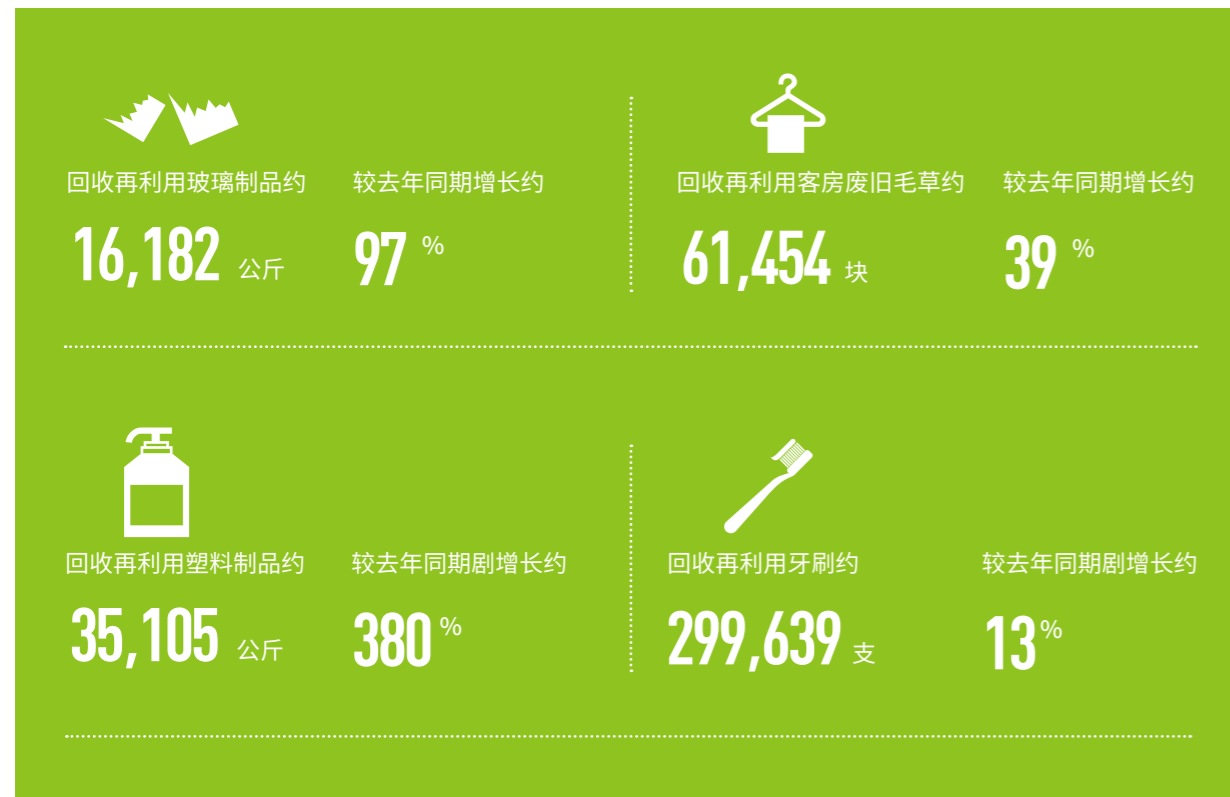 回收再利用玻璃制品约
16,182 公斤
较去年同期增长约
97 %
回收再利用客房废旧毛草约
61,454 块
较去年同期增长约
39 %
回收再利用塑料制品约
35,105 公斤
较去年同期剧增长约
380 %
回收再利用牙刷约
299,639 支
较去年同期剧增长约
13 %